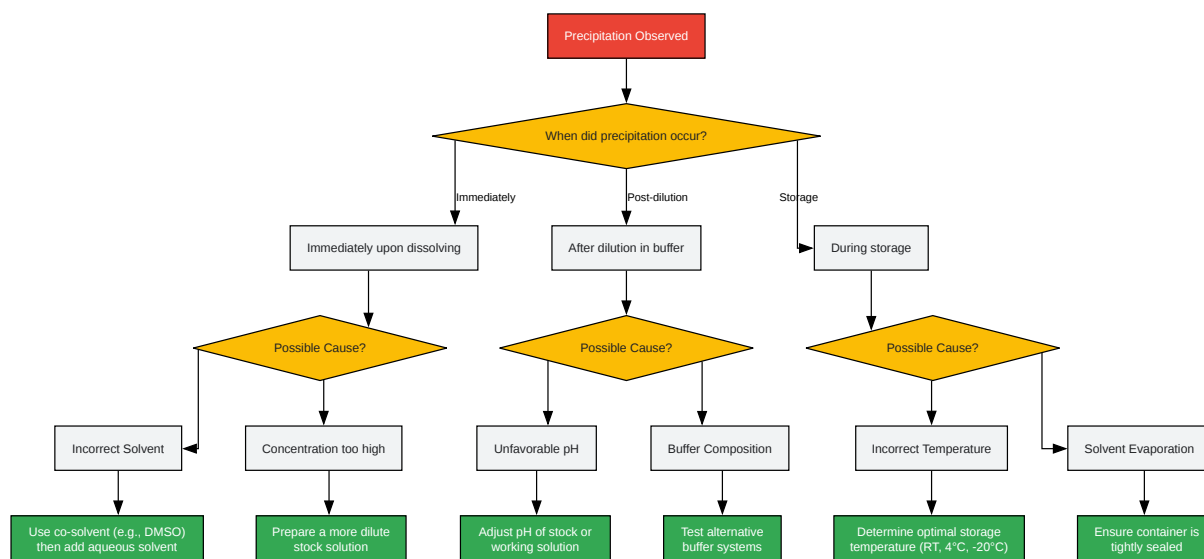 Precipitation Observed
When did precipitation occur?
Immediately
Post-dilution
Storage
Immediately upon dissolving
After dilution in buffer
During storage
Possible Cause?
Possible Cause?
Possible Cause?
Incorrect Solvent
Concentration too high
Unfavorable pH
Buffer Composition
Incorrect Temperature
Solvent Evaporation
Use co-solvent (e.g., DMSO)
then add aqueous solvent
Prepare a more dilute
stock solution
Adjust pH of stock or
working solution
Test alternative
buffer systems
Determine optimal storage
temperature (RT, 4°C, -20°C)
Ensure container is
tightly sealed